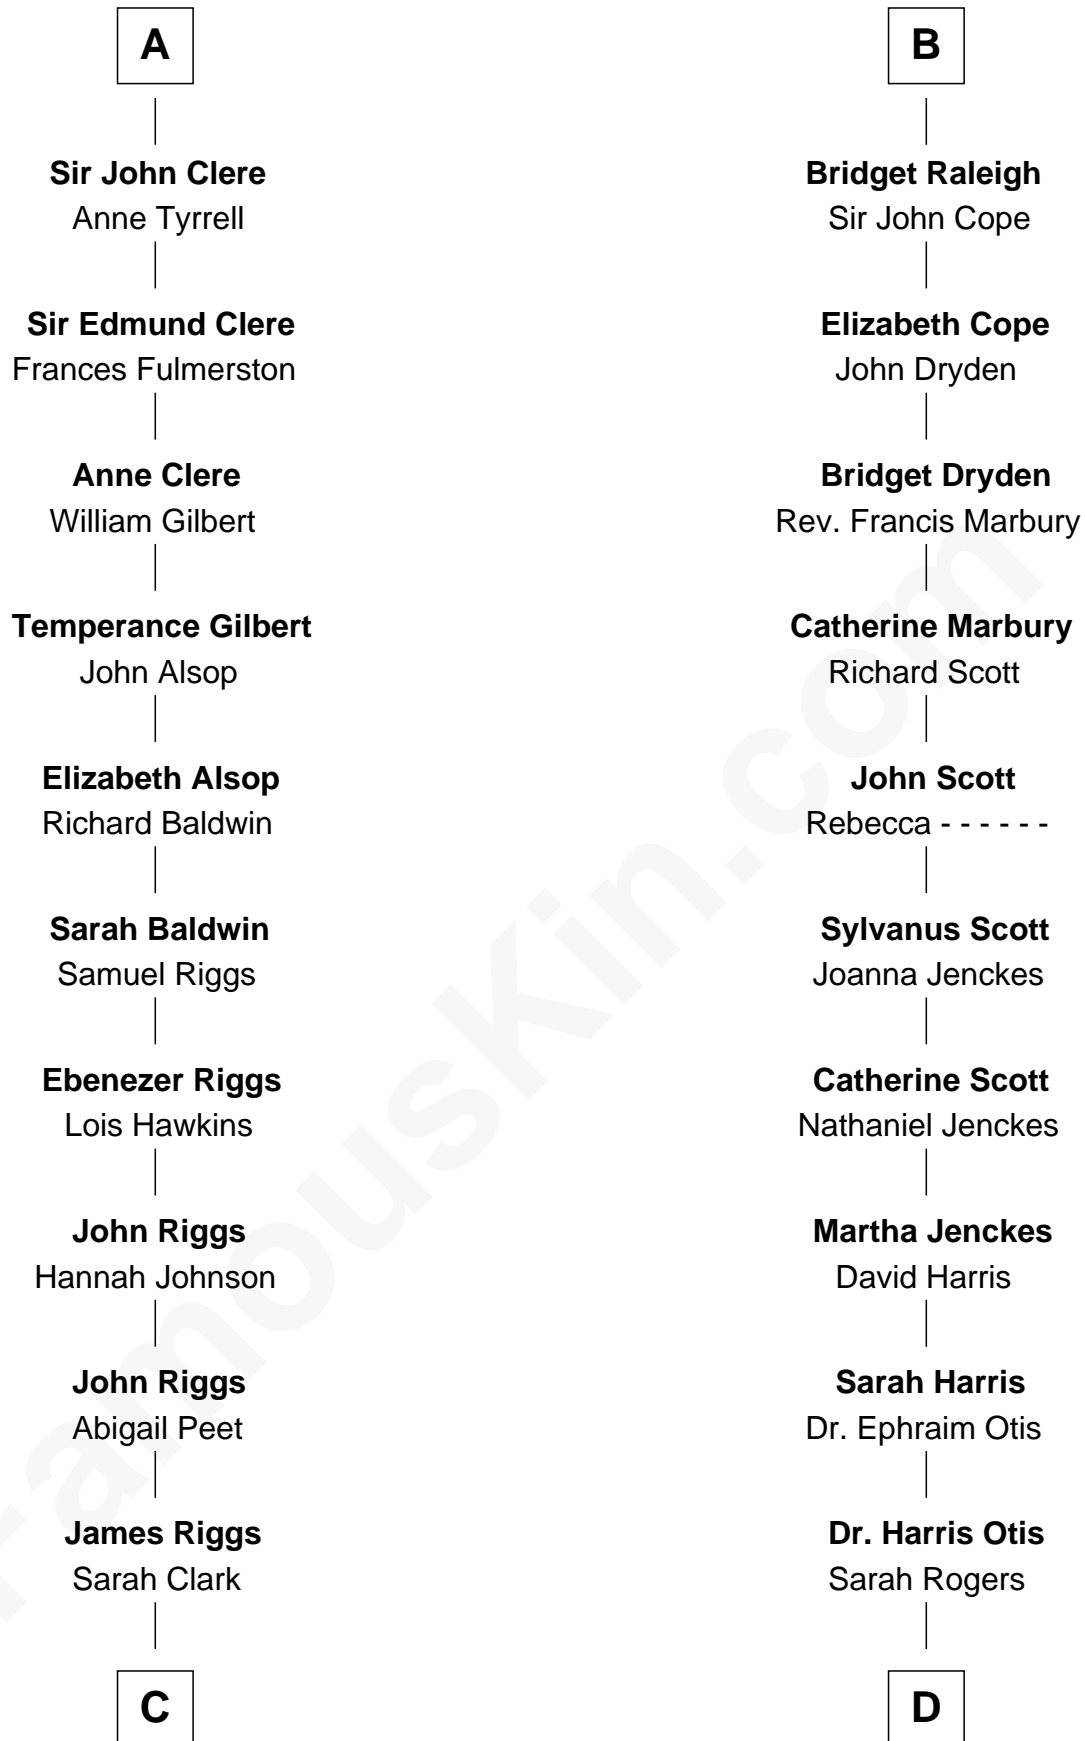 A
Sir John Clere
Anne Tyrrell
Sir Edmund Clere
Frances Fulmerston
Anne Clere
William Gilbert
Temperance Gilbert
John Alsop
Elizabeth Alsop
Richard Baldwin
Sarah Baldwin
Samuel Riggs
Ebenezer Riggs
Lois Hawkins
John Riggs
Hannah Johnson
John Riggs
Abigail Peet
James Riggs
Sarah Clark
C
B
Bridget Raleigh
Sir John Cope
Elizabeth Cope
John Dryden
Bridget Dryden
Rev. Francis Marbury
Catherine Marbury
Richard Scott
John Scott
Rebecca - - - - - -
Sylvanus Scott
Joanna Jenckes
Catherine Scott
Nathaniel Jenckes
Martha Jenckes
David Harris
Sarah Harris
Dr. Ephraim Otis
Dr. Harris Otis
Sarah Rogers
D
FamousKin.com